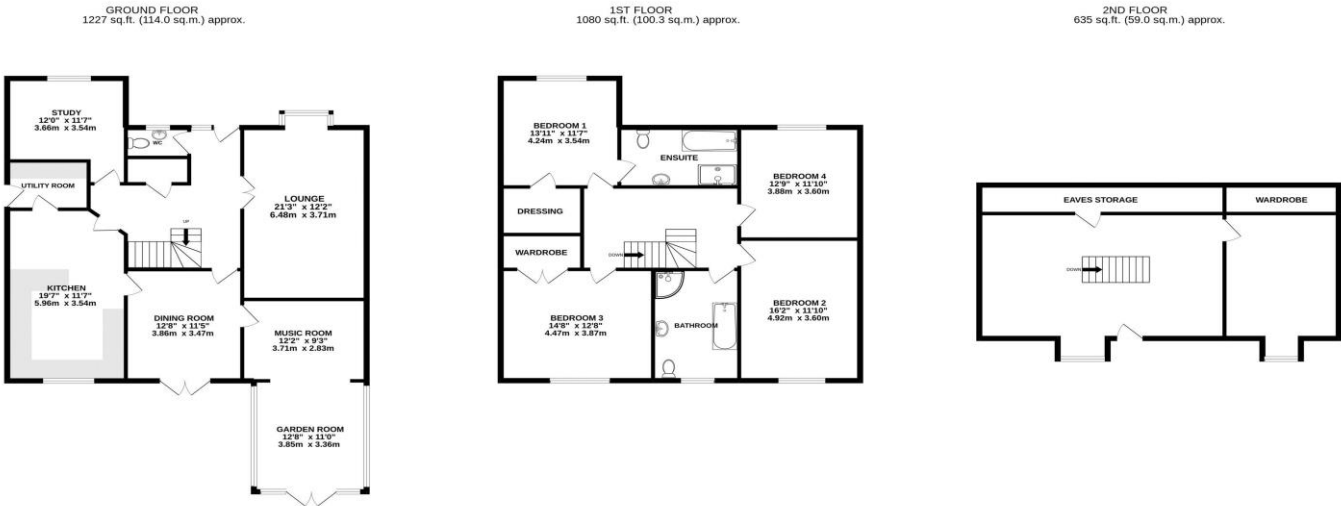 GROUND FLOOR
1227 sq.ft. (114.0 sq.m.) approx.
STUDY
12'0" x 11'7"
3.66m x 3.54m
WC
UTILITY ROOM
LOUNGE
21'3" x 12'2"
6.48m x 3.71m
UP
KITCHEN
19'7" x 11'7"
5.96m x 3.54m
DINING ROOM
12'8" x 11'5"
3.86m x 3.47m
MUSIC ROOM
12'2" x 9'3"
3.71m x 2.83m
GARDEN ROOM
12'8" x 11'0"
3.85m x 3.36m
1ST FLOOR
1080 sq.ft. (100.3 sq.m.) approx.
BEDROOM 1
13'11" x 11'7"
4.24m x 3.54m
ENSUITE
BEDROOM 4
12'9" x 11'10"
3.88m x 3.60m
DRESSING
WARDROBE
DOWN
BEDROOM 3
14'8" x 12'8"
4.47m x 3.87m
BATHROOM
BEDROOM 2
16'2" x 11'10"
4.92m x 3.60m
2ND FLOOR
635 sq.ft. (59.0 sq.m.) approx.
EAVES STORAGE
WARDROBE
DOWN